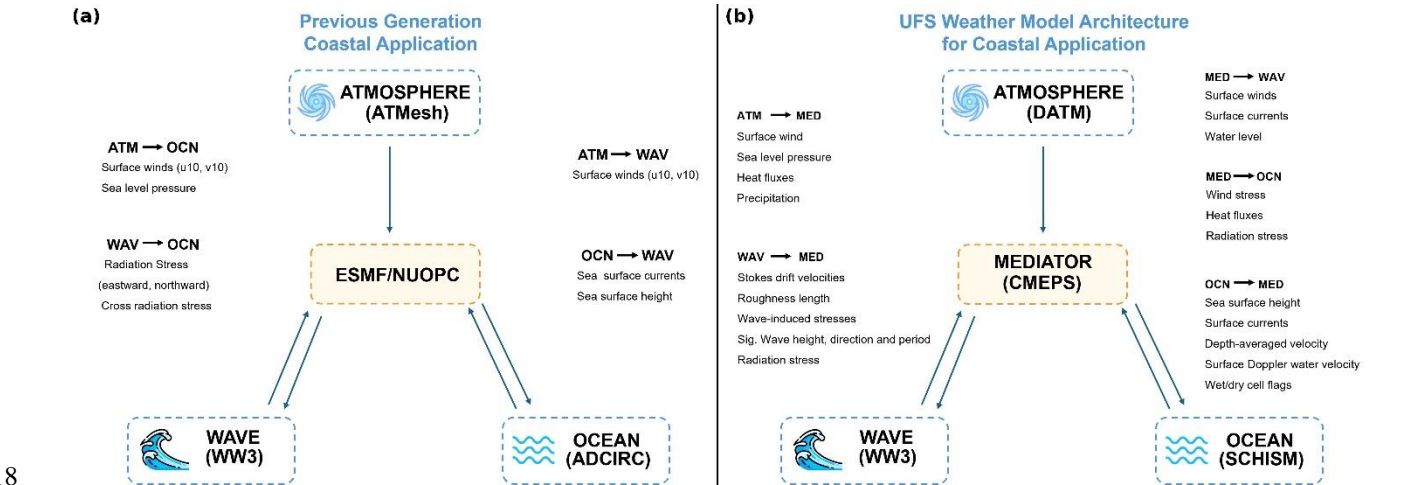 (a)
Previous Generation
Coastal Application
ATMOSPHERE
(ATMesh)
ATM → OCN
Surface winds (u10, v10)
Sea level pressure
ATM → WAV
Surface winds (u10, v10)
WAV → OCN
Radiation Stress
(eastward, northward)
Cross radiation stress
ESMF/NUOPC
OCN → WAV
Sea surface currents
Sea surface height
WAVE
(WW3)
OCEAN
(ADCIRC)
(b)
UFS Weather Model Architecture
for Coastal Application
ATMOSPHERE
(DATM)
ATM → MED
Surface wind
Sea level pressure
Heat fluxes
Precipitation
MED → WAV
Surface winds
Surface currents
Water level
MED → OCN
Wind stress
Heat fluxes
Radiation stress
WAV → MED
Stokes drift velocities
Roughness length
Wave-induced stresses
Sig. Wave height, direction and period
Radiation stress
MEDIATOR
(CMEPS)
OCN → MED
Sea surface height
Surface currents
Depth-averaged velocity
Surface Doppler water velocity
Wet/dry cell flags
WAVE
(WW3)
OCEAN
(SCHISM)